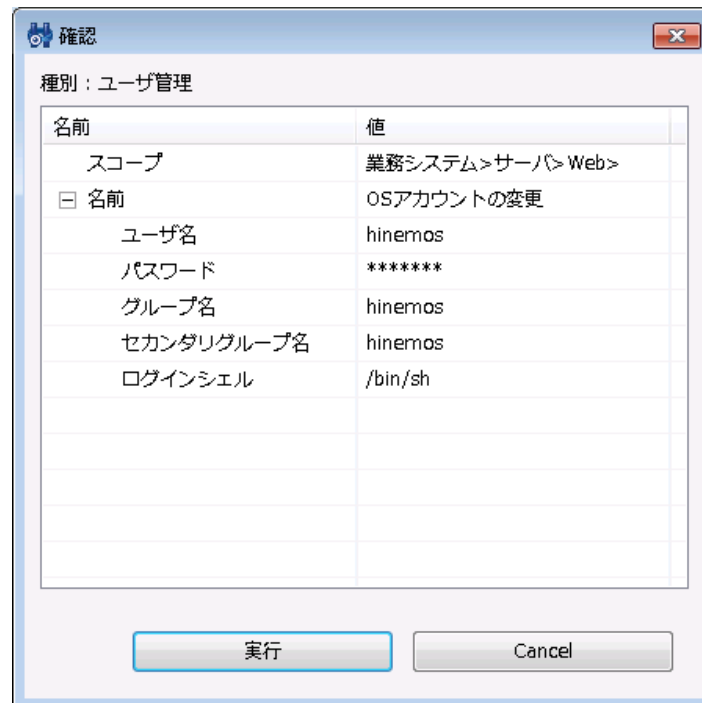 確認
種別：ユーザ管理
名前 値
スコープ 業務システム>サーバ>Web>
名前 OSアカウントの変更
ユーザ名 hinemos
パスワード *******
グループ名 hinemos
セカンダリグループ名 hinemos
ログインシェル /bin/sh
実行 Cancel